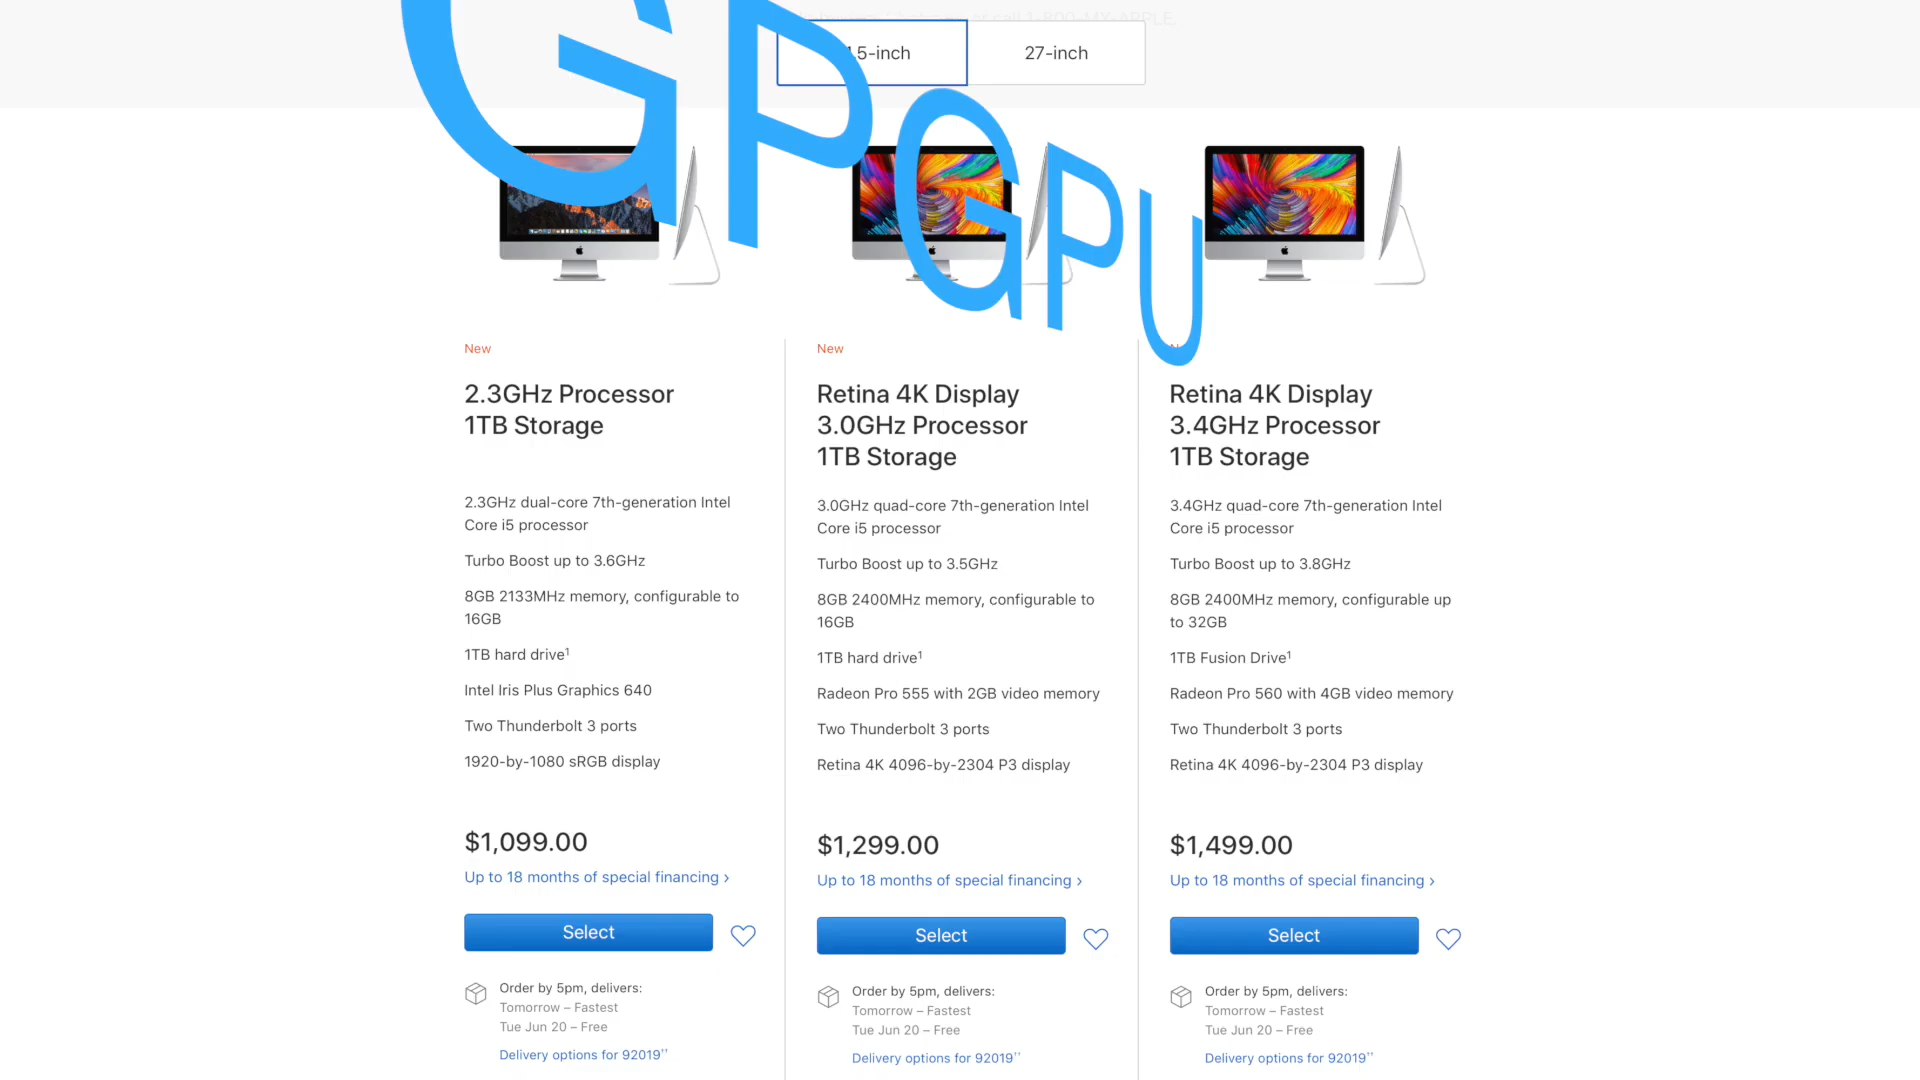 call 1-800-MY-APPLE.
.5-inch
27-inch
GPGPU
New
2.3GHz Processor
1TB Storage
2.3GHz dual-core 7th-generation Intel
Core i5 processor
Turbo Boost up to 3.6GHz
8GB 2133MHz memory, configurable to
16GB
1TB hard drive¹
Intel Iris Plus Graphics 640
Two Thunderbolt 3 ports
1920-by-1080 sRGB display
$1,099.00
Up to 18 months of special financing ›
Select
Order by 5pm, delivers:
Tomorrow – Fastest
Tue Jun 20 – Free
Delivery options for 92019††
New
Retina 4K Display
3.0GHz Processor
1TB Storage
3.0GHz quad-core 7th-generation Intel
Core i5 processor
Turbo Boost up to 3.5GHz
8GB 2400MHz memory, configurable to
16GB
1TB hard drive¹
Radeon Pro 555 with 2GB video memory
Two Thunderbolt 3 ports
Retina 4K 4096-by-2304 P3 display
$1,299.00
Up to 18 months of special financing ›
Select
Order by 5pm, delivers:
Tomorrow – Fastest
Tue Jun 20 – Free
Delivery options for 92019††
Retina 4K Display
3.4GHz Processor
1TB Storage
3.4GHz quad-core 7th-generation Intel
Core i5 processor
Turbo Boost up to 3.8GHz
8GB 2400MHz memory, configurable up
to 32GB
1TB Fusion Drive¹
Radeon Pro 560 with 4GB video memory
Two Thunderbolt 3 ports
Retina 4K 4096-by-2304 P3 display
$1,499.00
Up to 18 months of special financing ›
Select
Order by 5pm, delivers:
Tomorrow – Fastest
Tue Jun 20 – Free
Delivery options for 92019††